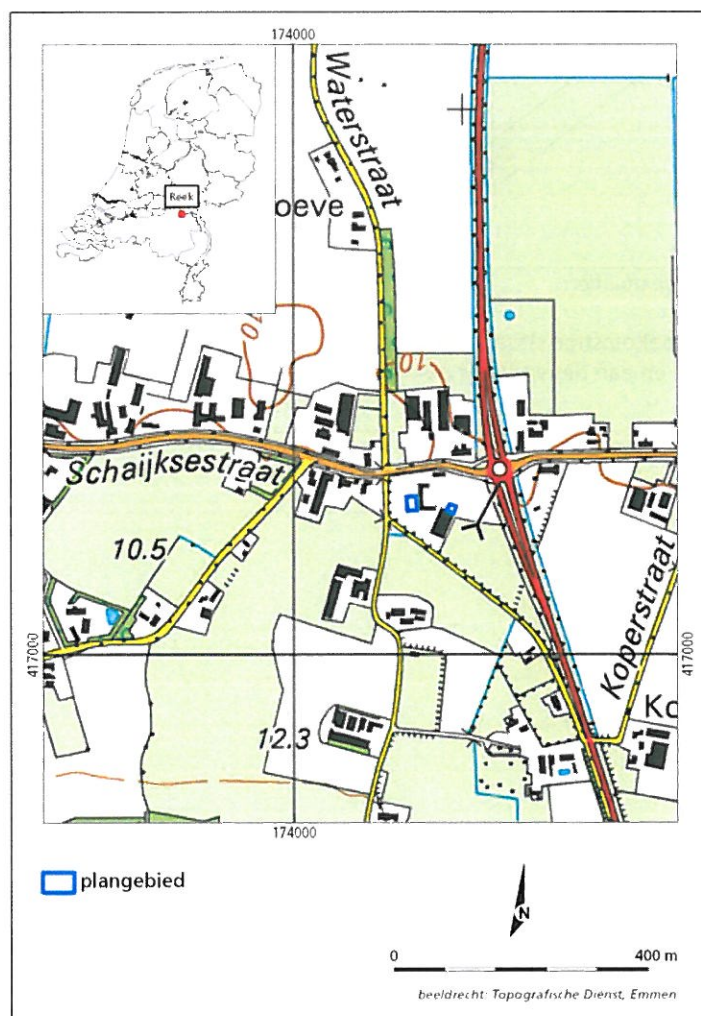 174000
Waterstraat
Reek
oeve
10
10
Schaijksestraat
10.5
417000
417000
Koperstraat
Ko
12.3
174000
plangebied
N
0 400 m
beeldrecht: Topografische Dienst, Emmen